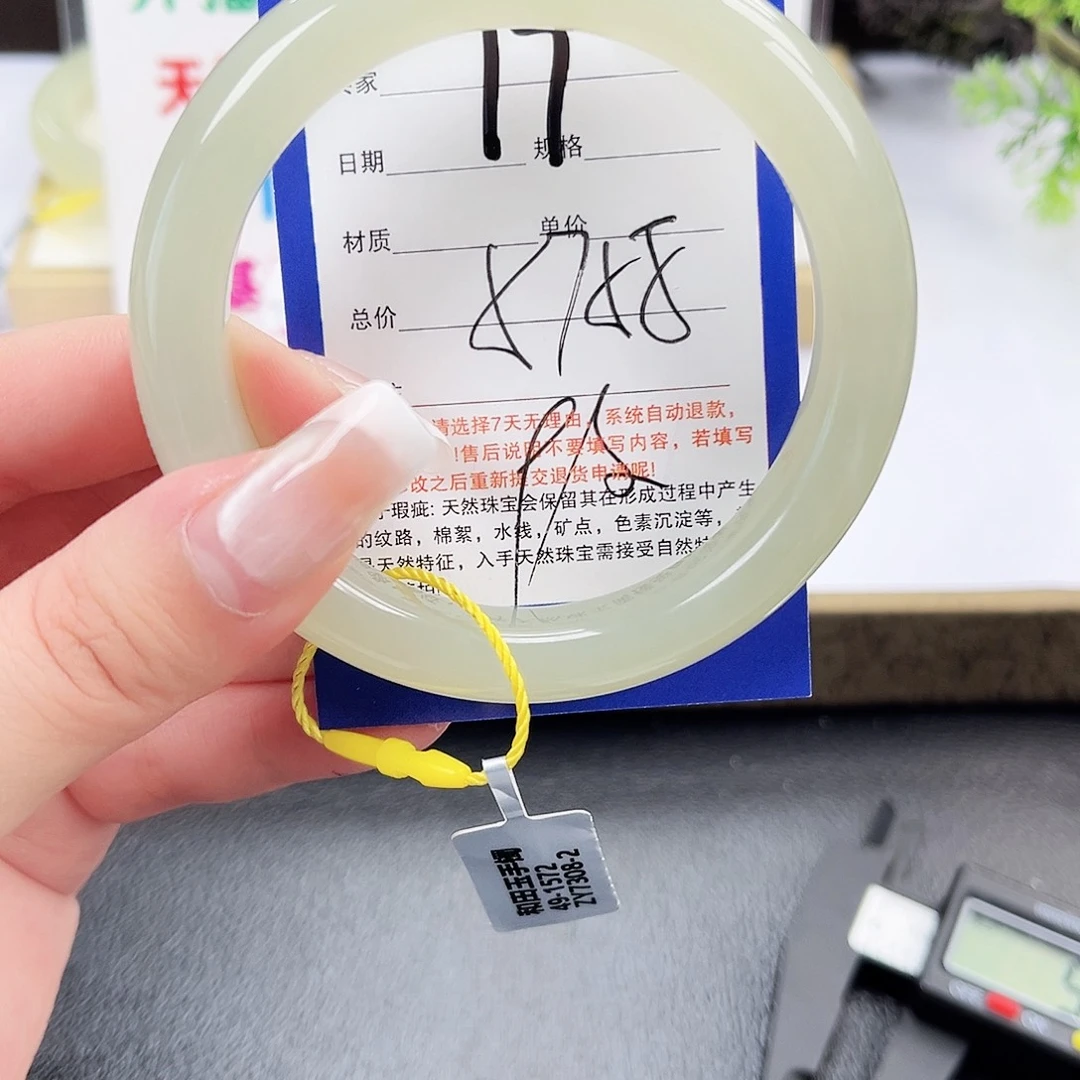 天
17
家
日期 规格
材质 单价
8788
总价
请选择7天无理由，系统自动退款，
!售后说明不要填写内容，若填写
改之后重新提交退货申请呢!
瑕疵: 天然珠宝会保留其在形成过程中产生
的纹路，棉絮，水线，矿点，色素沉淀等，
天然特征，入手天然珠宝需接受自然特
和田玉手镯
49-1572
ZY7308-2